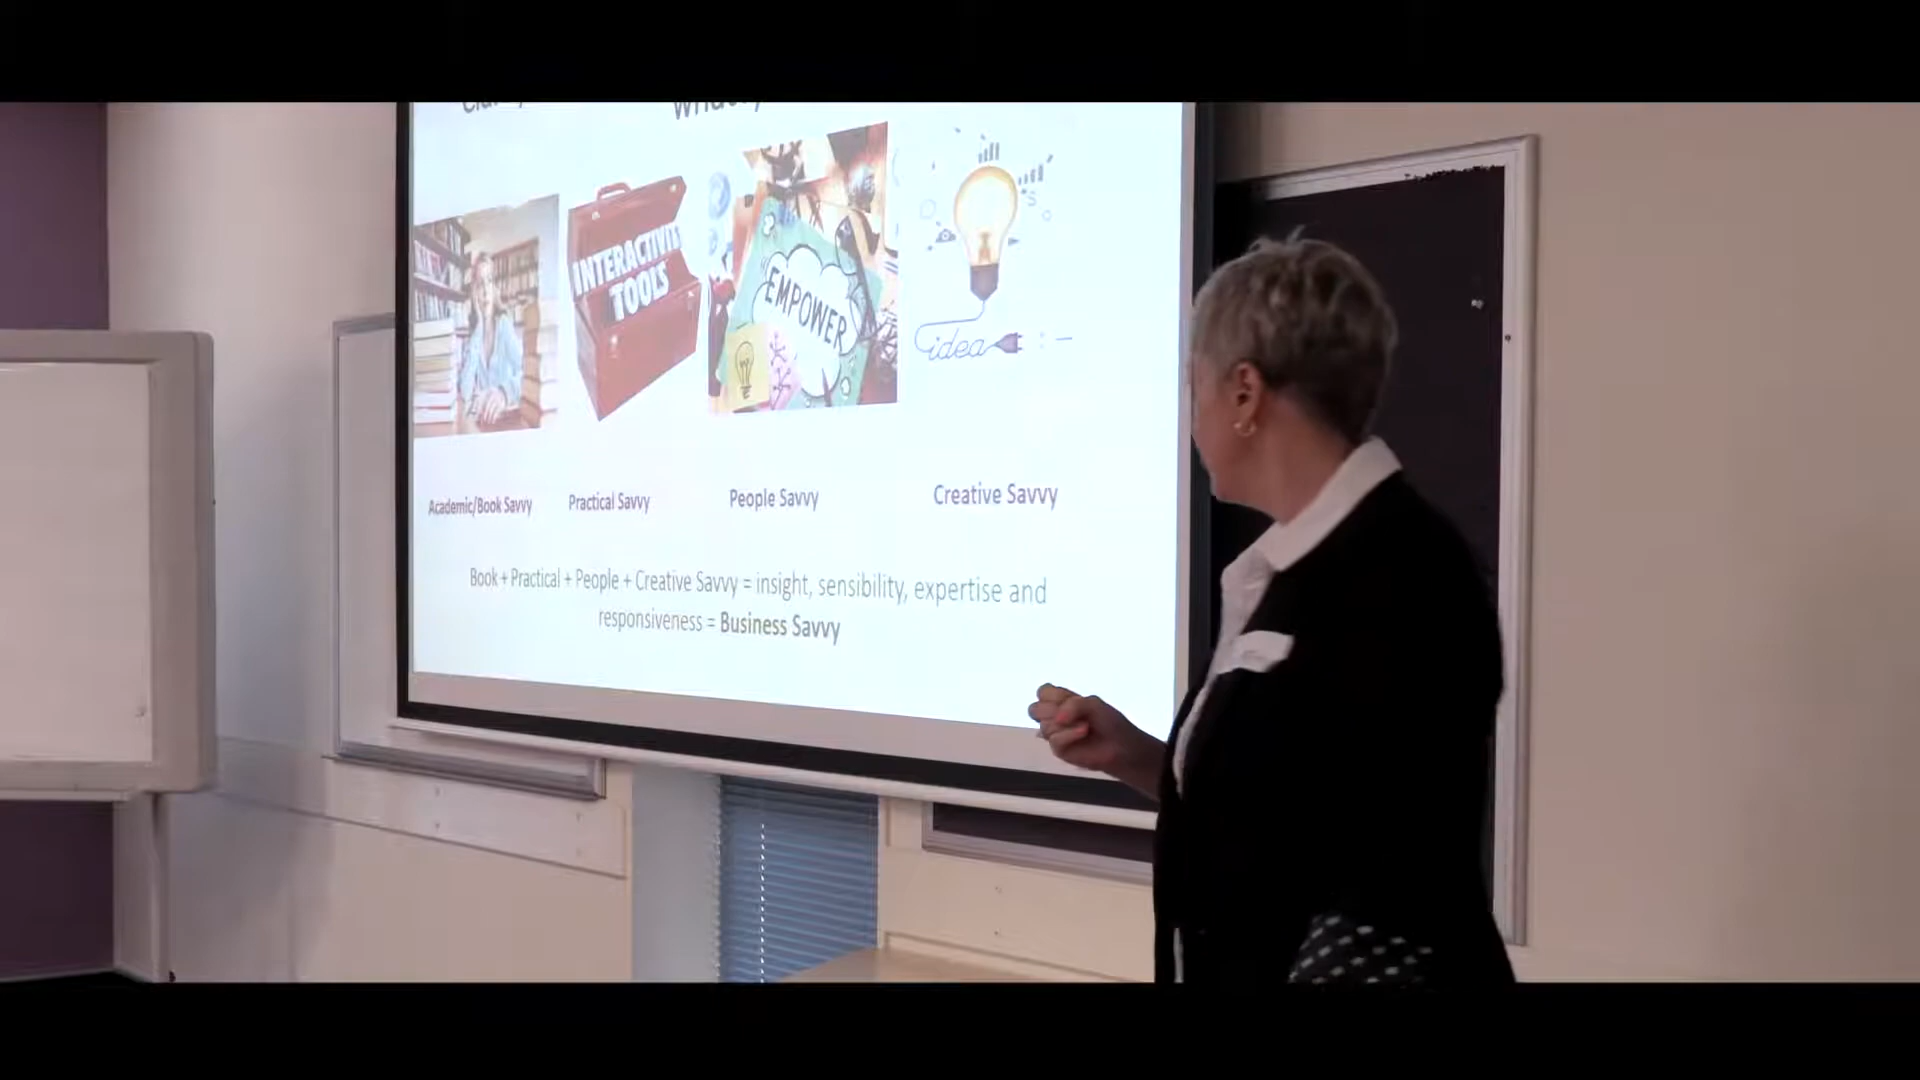 INTERACTIVITY
TOOLS
EMPOWER
idea
Academic/Book Savvy
Practical Savvy
People Savvy
Creative Savvy
Book + Practical + People + Creative Savvy = insight, sensibility, expertise and
responsiveness = Business Savvy